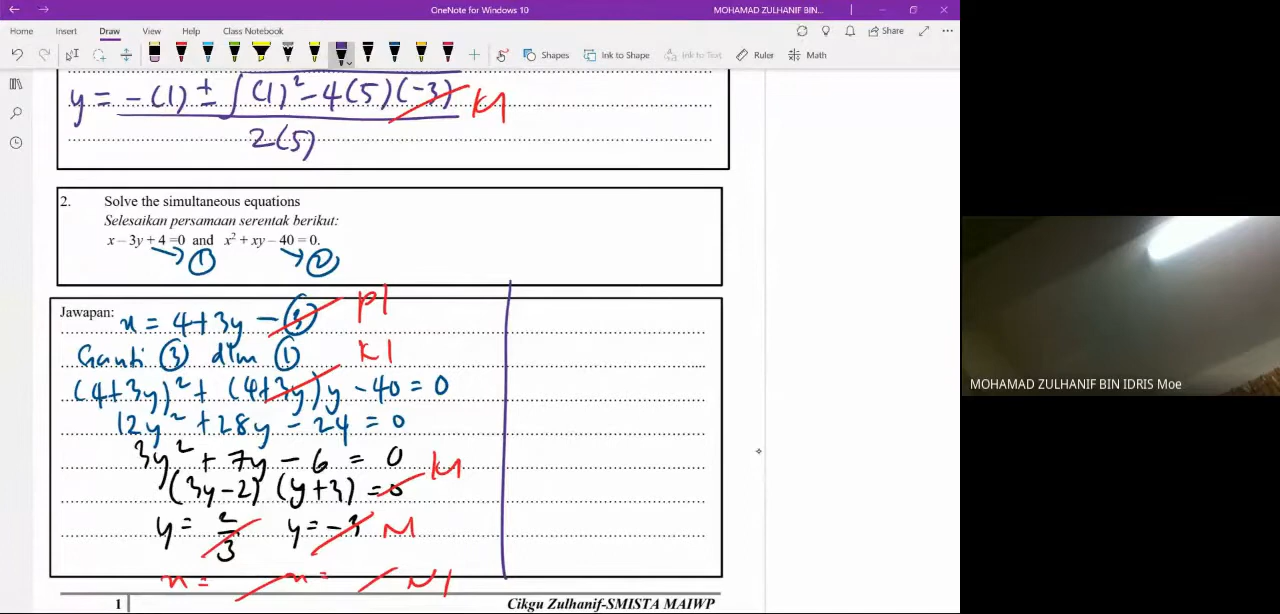 OneNote for Windows 10
MOHAMAD ZULHANIF BIN...
Home Insert Draw View Help Class Notebook
Share
Shapes Ink to Shape Ink to Text Ruler Math
y = -(1) ± √(1)² - 4(5)(-3) K1
2(5)
2. Solve the simultaneous equations
Selesaikan persamaan serentak berikut:
x – 3y + 4 =0 and x² + xy – 40 = 0.
① ②
Jawapan:
x = 4+3y - ③ P1
Ganti ③ dlm ① K1
(4+3y)² + (4+3y)y - 40 = 0
12y² + 28y - 24 = 0
3y² + 7y - 6 = 0
(3y-2) (y+3) = 0 K1
y = 2/3 y = -3 N1
x = x = N1
1 Cikgu Zulhanif-SMISTA MAIWP
MOHAMAD ZULHANIF BIN IDRIS Moe